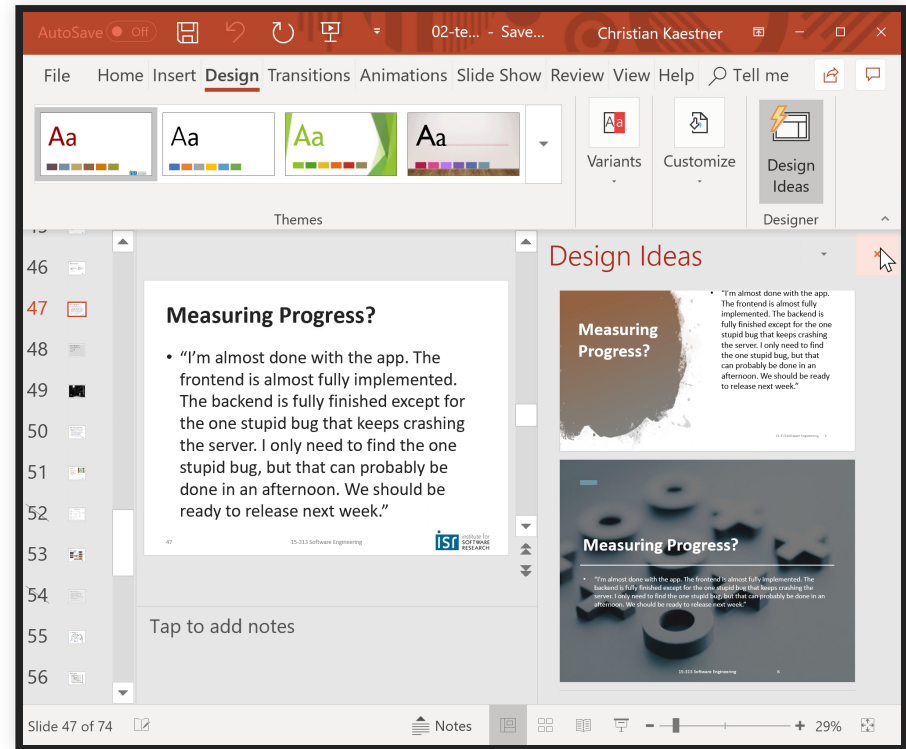 AutoSave Off 02-te... - Save... Christian Kaestner
File Home Insert Design Transitions Animations Slide Show Review View Help Tell me
Aa Aa Aa Aa
Aa
Variants
Customize
Design
Ideas
Themes
Designer
46
47
48
49
50
51
52
53
54
55
56
Measuring Progress?
• “I’m almost done with the app. The
frontend is almost fully implemented.
The backend is fully finished except for
the one stupid bug that keeps crashing
the server. I only need to find the one
stupid bug, but that can probably be
done in an afternoon. We should be
ready to release next week.”
47 15-313 Software Engineering
isr institute for
SOFTWARE
RESEARCH
Tap to add notes
Design Ideas
Measuring
Progress?
• “I’m almost done with the app.
The frontend is almost fully
implemented. The backend is
fully finished except for the one
stupid bug that keeps crashing
the server. I only need to find
the one stupid bug, but that
can probably be done in an
afternoon. We should be ready
to release next week.”
15-313 Software Engineering
Measuring Progress?
• “I’m almost done with the app. The frontend is almost fully implemented. The
backend is fully finished except for the one stupid bug that keeps crashing the
server. I only need to find the one stupid bug, but that can probably be done in an
afternoon. We should be ready to release next week.”
15-313 Software Engineering 6
Slide 47 of 74 Notes 29%